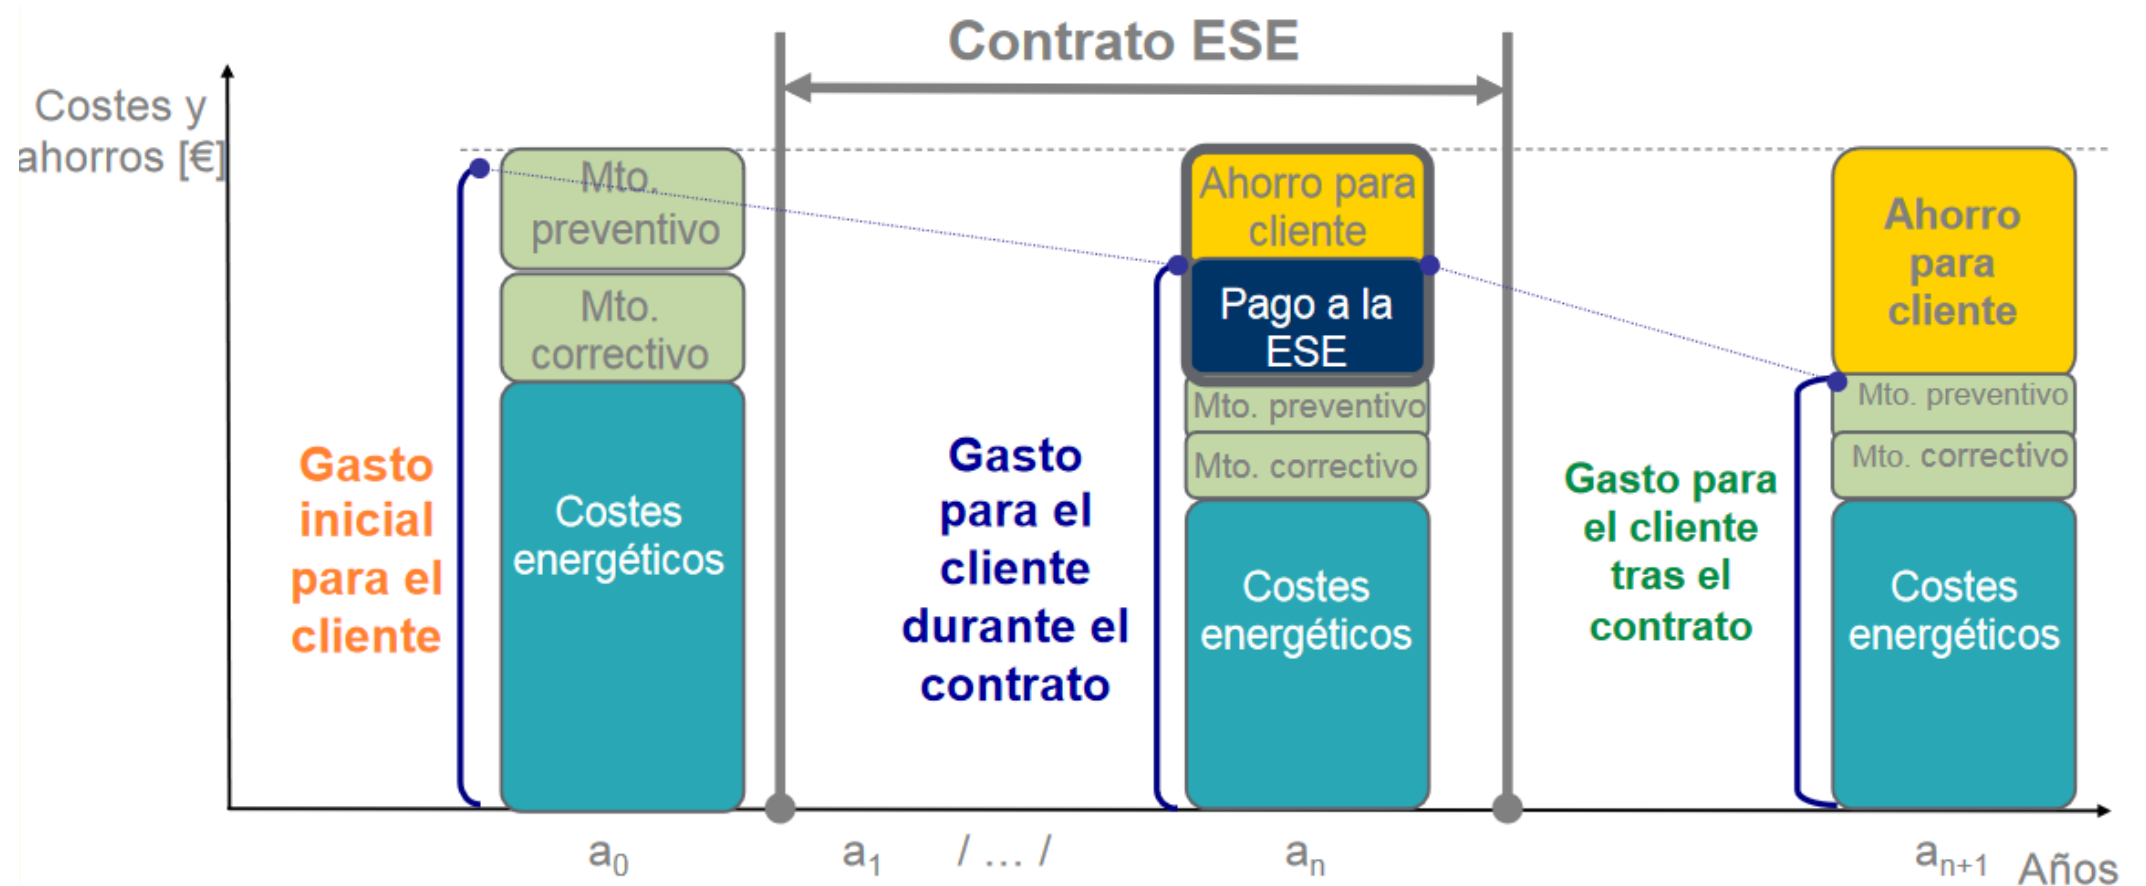 Contrato ESE
Costes y
ahorros [€]
Mto.
preventivo
Mto.
correctivo
Costes
energéticos
Gasto
inicial
para el
cliente
Ahorro para
cliente
Pago a la
ESE
Mto. preventivo
Mto. correctivo
Costes
energéticos
Gasto
para el
cliente
durante el
contrato
Ahorro
para
cliente
Mto. preventivo
Mto. correctivo
Costes
energéticos
Gasto para
el cliente
tras el
contrato
a0
a1
/ ... /
an
an+1
Años